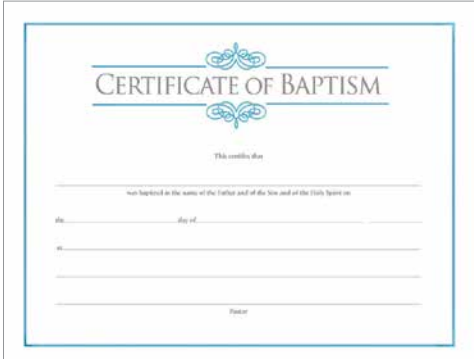 CERTIFICATE OF BAPTISM
This certifies that
was baptized in the name of the Father and of the Son and of the Holy Spirit on
the day of
at
Pastor